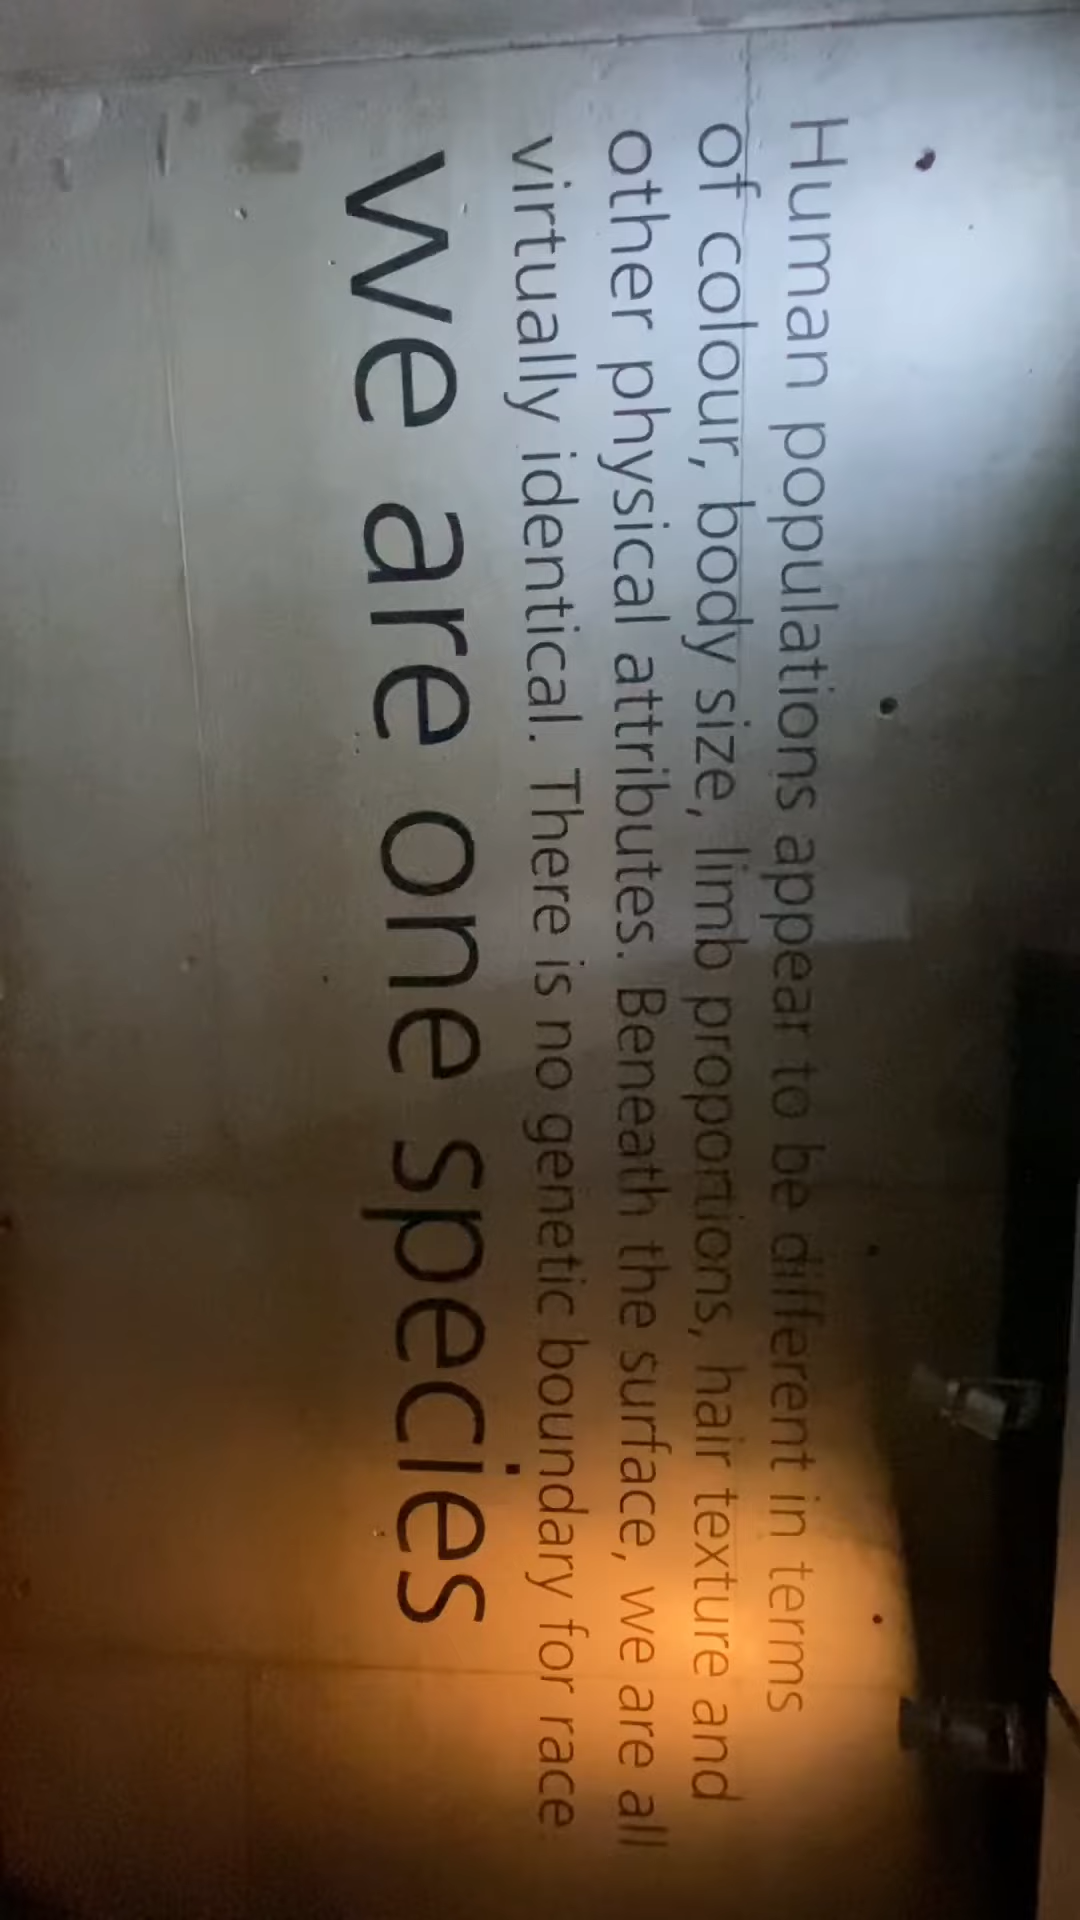 Human populations appear to be different in terms
of colour, body size, limb proportions, hair texture and
other physical attributes. Beneath the surface, we are all
virtually identical. There is no genetic boundary for race.
we are one species